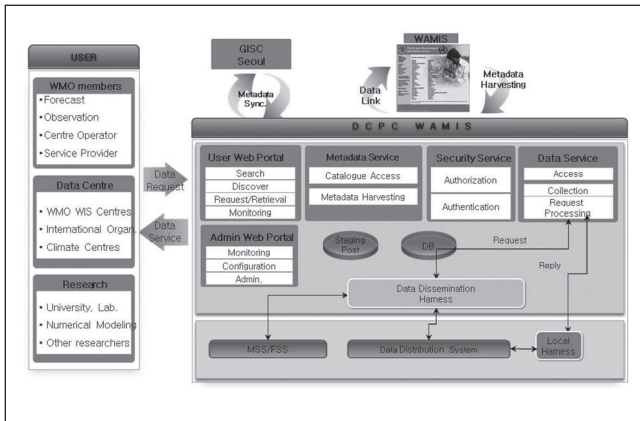 USER
WMO members
•Forecast
•Observation
•Centre Operator
•Service Provider
Data Centre
• WMO WIS Centres
• International Organ.
• Climate Centres
Research
• University, Lab.
• Numerical Modeling
• Other researchers
Data
Request
Data
Service
GISC
Seoul
Metadata
Sync.
WAMIS
Data
Link
Metadata
Harvesting
DCPC WAMIS
User Web Portal
Search
Discover
Request/Retrieval
Monitoring
Metadata Service
Catalogue Access
Metadata Harvesting
Security Service
Authorization
Authentication
Data Service
Access
Collection
Request
Processing
Admin Web Portal
Monitoring
Configuration
Admin.
Staging
Post
DB
Request
Reply
Data Dissemination
Harness
MSS/FSS
Data Distribution System
Local
Harness